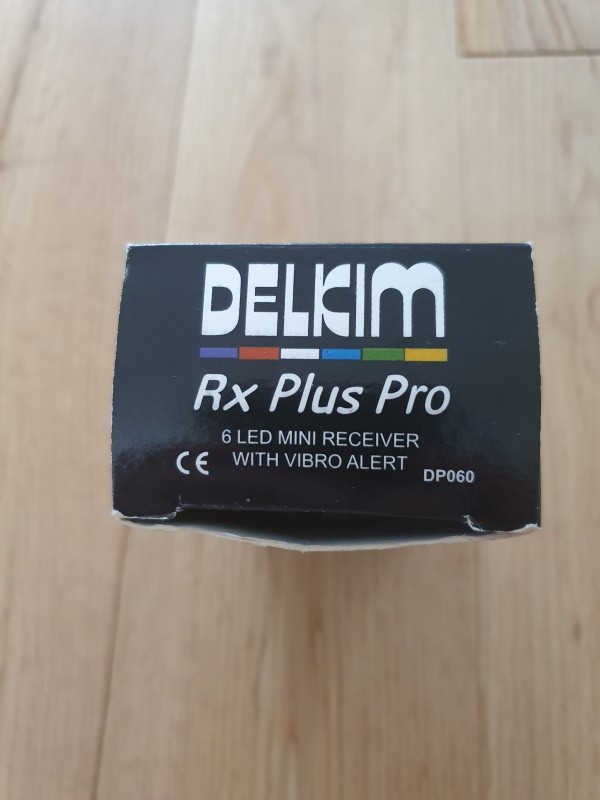 DELKIM
Rx Plus Pro
6 LED MINI RECEIVER
WITH VIBRO ALERT
CE
DP060